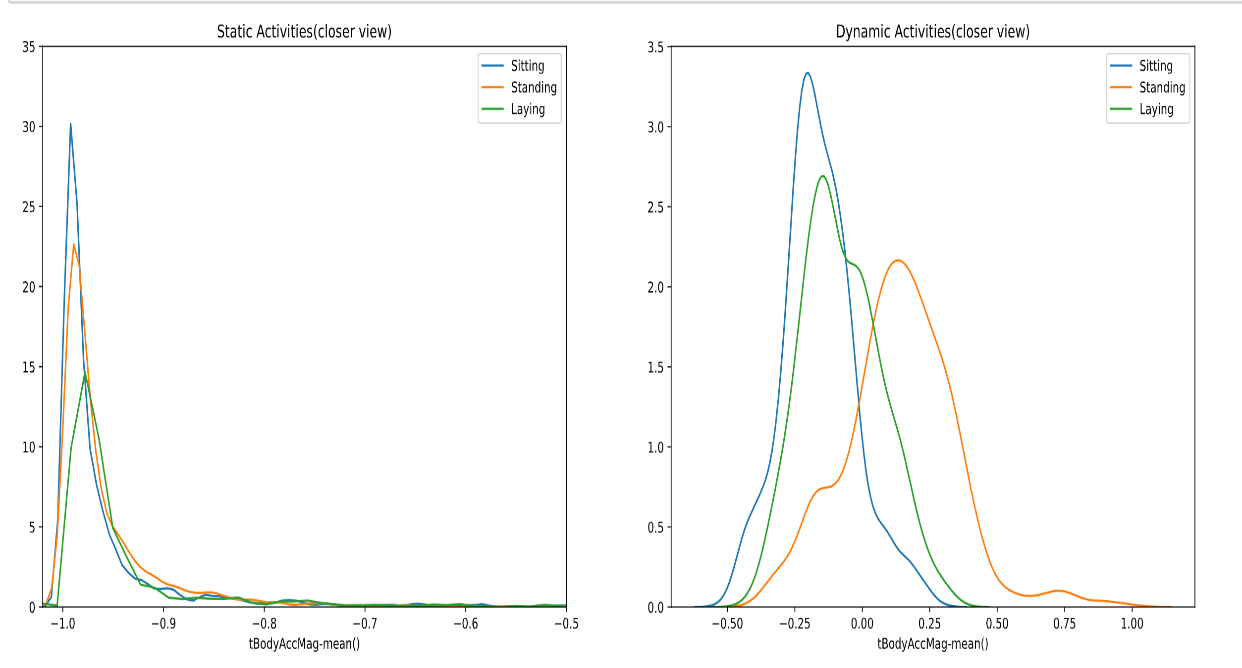 Static Activities(closer view)
35
30
25
20
15
10
5
0
Sitting
Standing
Laying
−1.0 −0.9 −0.8 −0.7 −0.6 −0.5
tBodyAccMag-mean()
Dynamic Activities(closer view)
3.5
3.0
2.5
2.0
1.5
1.0
0.5
0.0
Sitting
Standing
Laying
−0.50 −0.25 0.00 0.25 0.50 0.75 1.00
tBodyAccMag-mean()